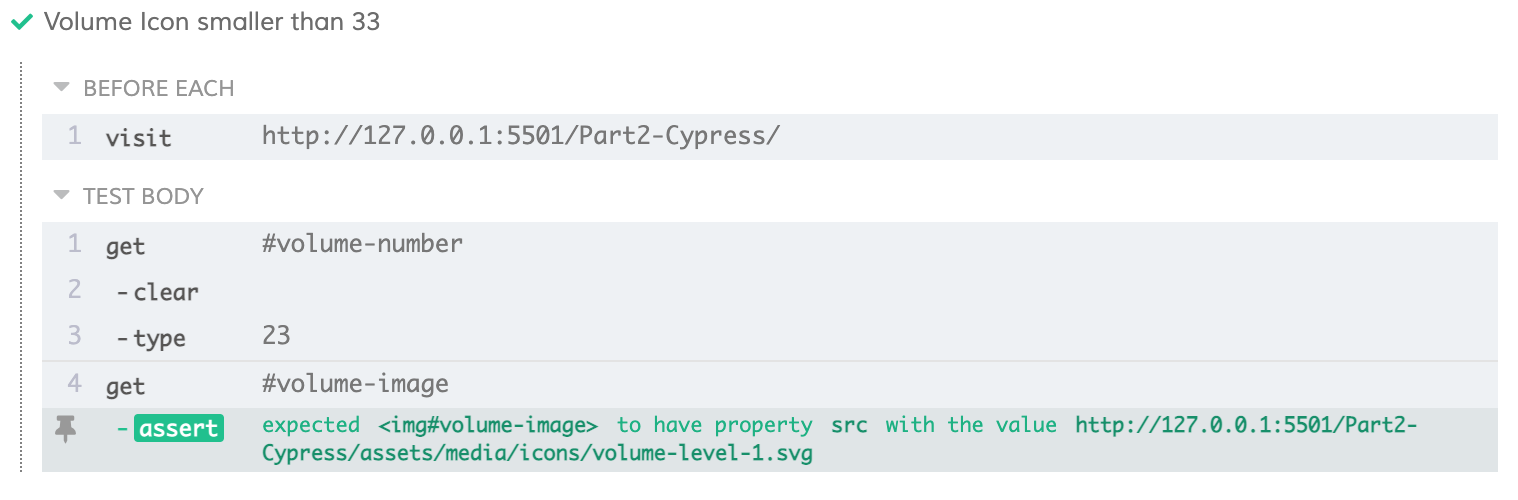 Volume Icon smaller than 33
BEFORE EACH
1 visit http://127.0.0.1:5501/Part2-Cypress/
TEST BODY
1 get #volume-number
2 -clear
3 -type 23
4 get #volume-image
-assert expected <img#volume-image> to have property src with the value http://127.0.0.1:5501/Part2-
Cypress/assets/media/icons/volume-level-1.svg